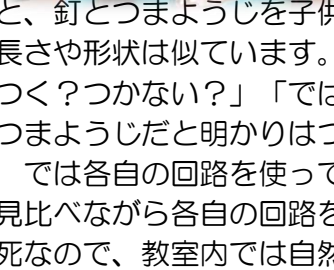 と、釘とつまようじを子供
長さや形状は似ています。
つく？つかない？」「では
つまようじだと明かりはつ
　では各自の回路を使って
見比べながら各自の回路を
死なので、教室内では自然